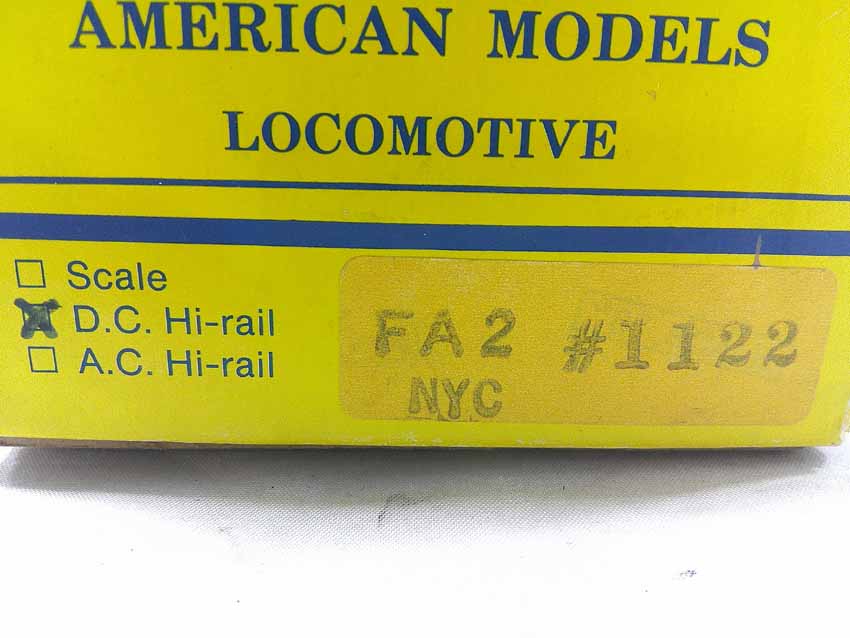 AMERICAN MODELS
LOCOMOTIVE
Scale
D.C. Hi-rail
A.C. Hi-rail
FA2 #1122
NYC